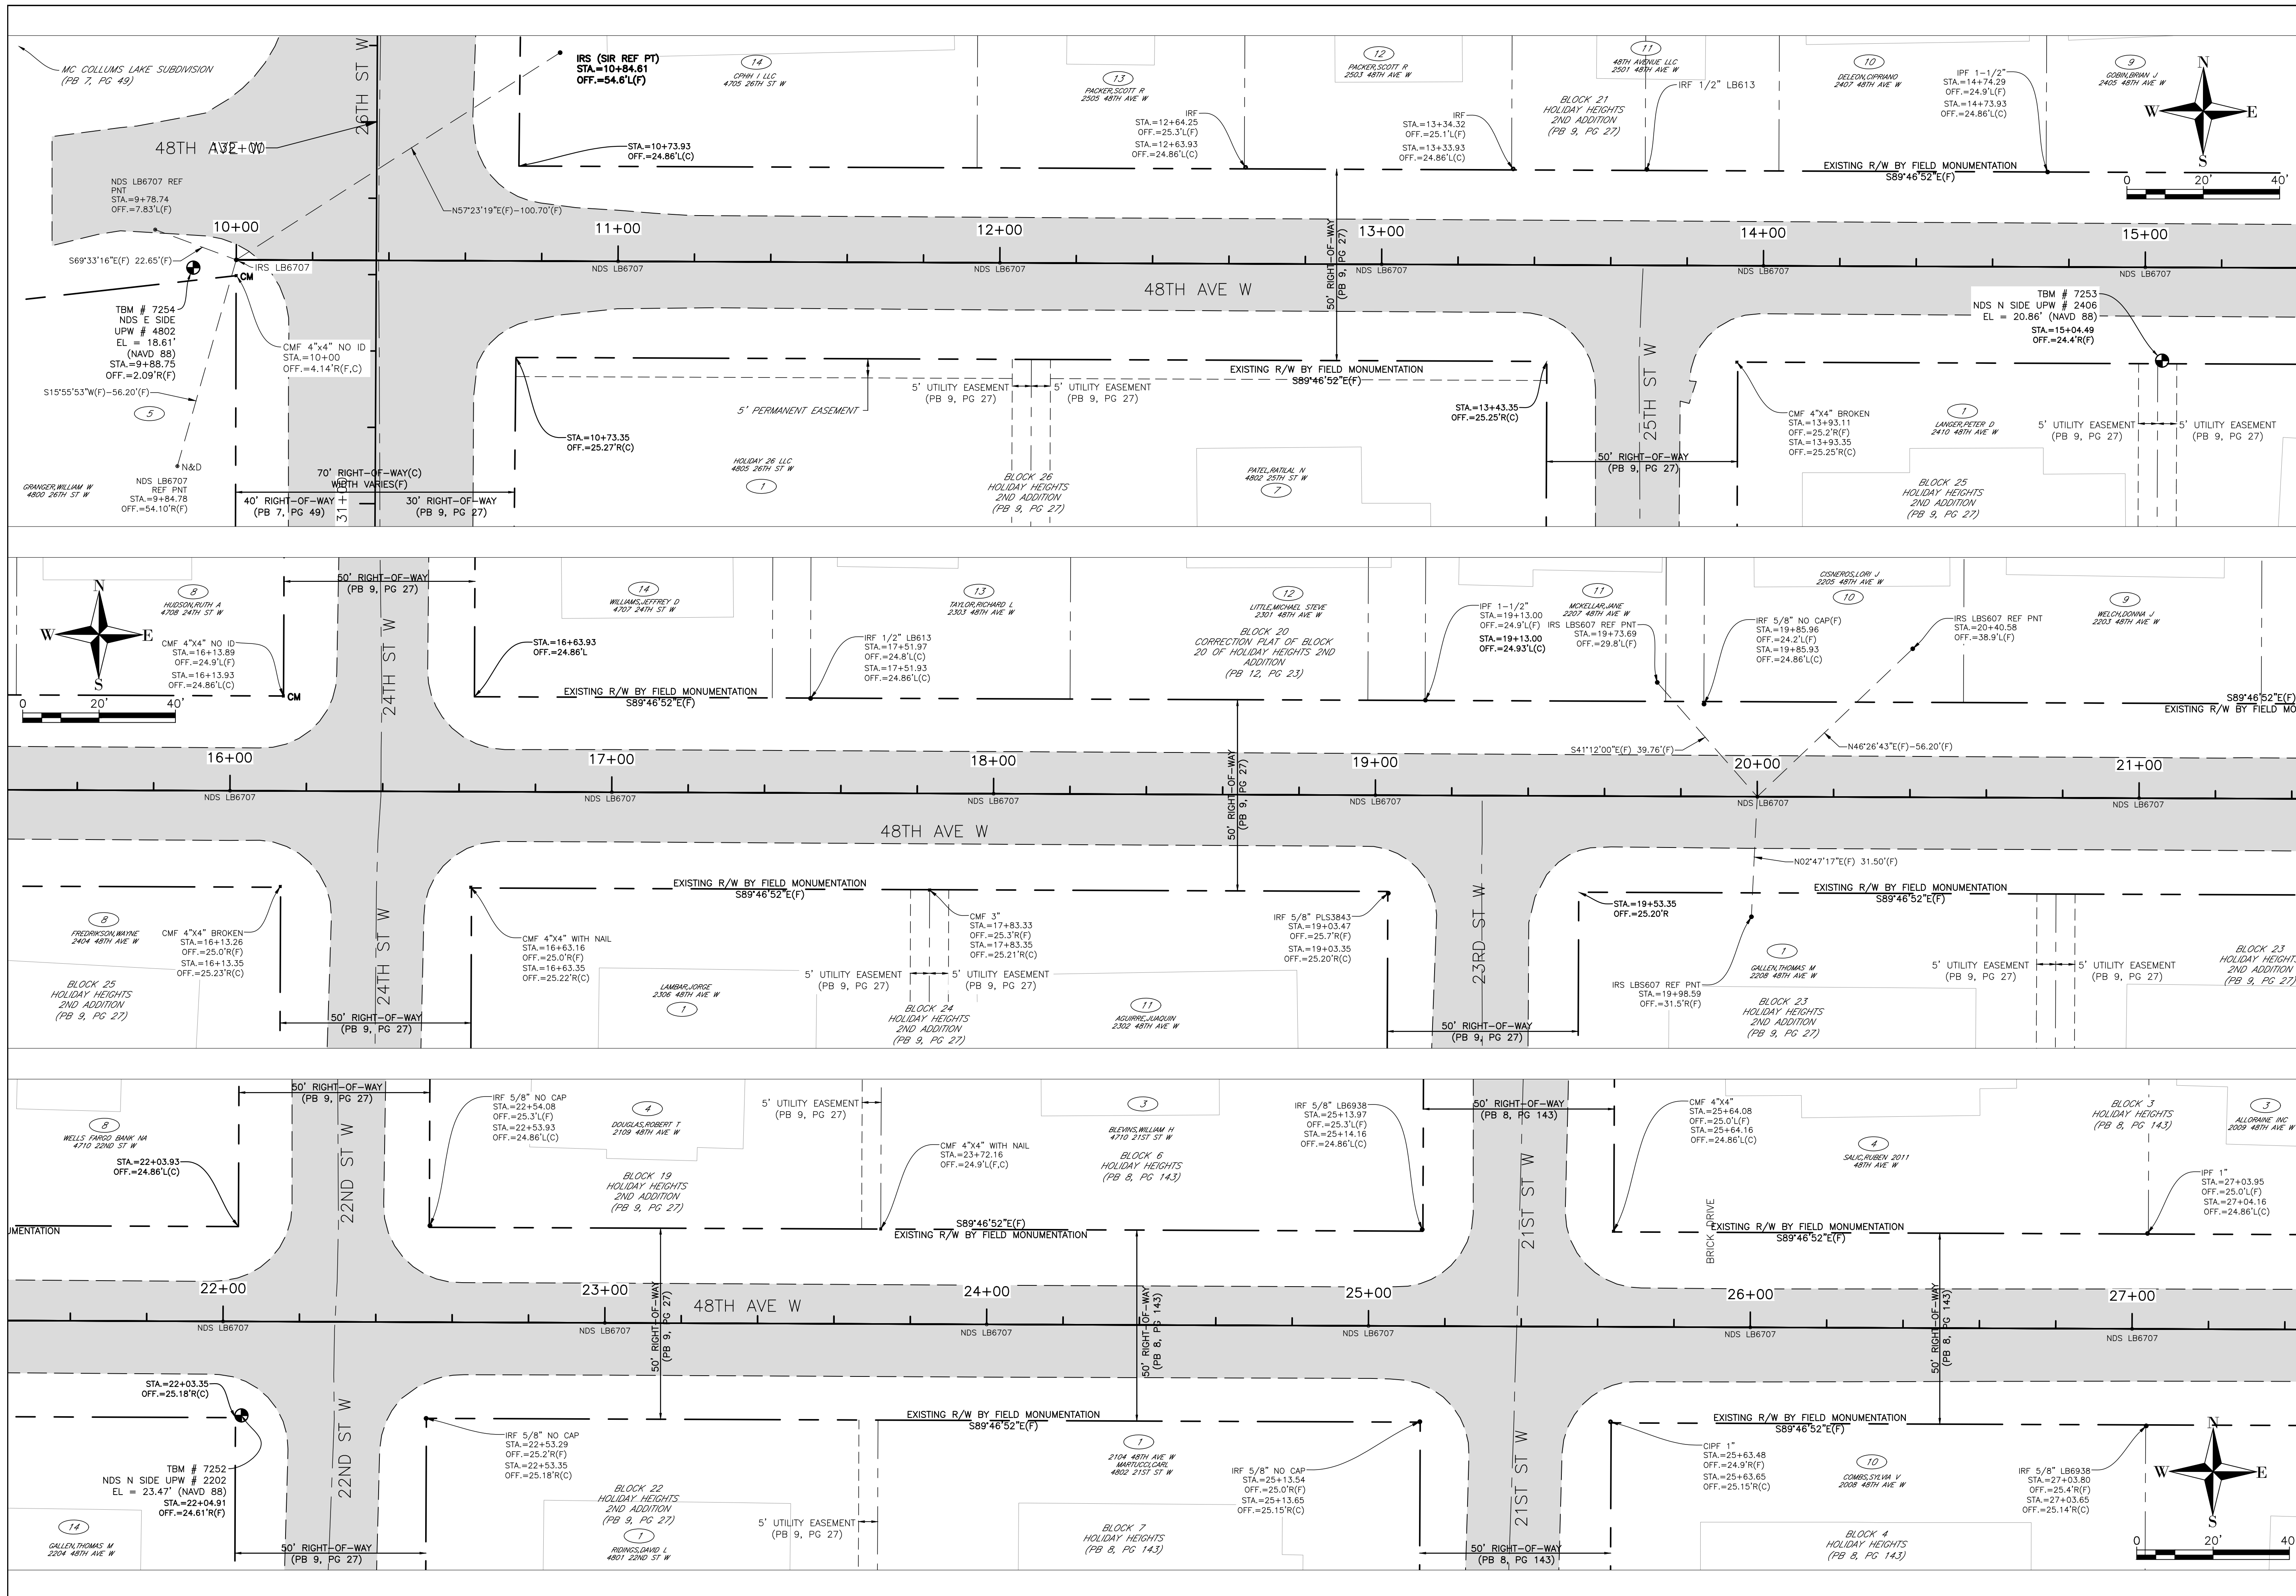 MC COLLUMS LAKE SUBDIVISION
(PB 7, PG 49)
26TH ST W
48TH AVE W
32+00
NDS LB6707 REF
PNT
STA.=9+78.74
OFF.=7.83'L(F)
10+00
S69°33'16"E(F) 22.65'(F)
IRS LB6707
CM
TBM # 7254
NDS E SIDE
UPW # 4802
EL = 18.61'
(NAVD 88)
STA.=9+88.75
OFF.=2.09'R(F)
CMF 4"x4" NO ID
STA.=10+00
OFF.=4.14'R(F,C)
S15°55'53"W(F)-56.20'(F)
5
N&D
NDS LB6707
REF PNT
STA.=9+84.78
OFF.=54.10'R(F)
GRANGER,WILLIAM W
4800 26TH ST W
70' RIGHT-OF-WAY(C)
WIDTH VARIES(F)
40' RIGHT-OF-WAY
(PB 7, PG 49)
31+00
30' RIGHT-OF-WAY
(PB 9, PG 27)
IRS (SIR REF PT)
STA.=10+84.61
OFF.=54.6'L(F)
14
CPHH I LLC
4705 26TH ST W
STA.=10+73.93
OFF.=24.86'L(C)
N57°23'19"E(F)-100.70'(F)
11+00
NDS LB6707
13
PACKER,SCOTT R
2505 48TH AVE W
IRF
STA.=12+64.25
OFF.=25.3'L(F)
STA.=12+63.93
OFF.=24.86'L(C)
12+00
NDS LB6707
12
PACKER,SCOTT R
2503 48TH AVE W
IRF
STA.=13+34.32
OFF.=25.1'L(F)
STA.=13+33.93
OFF.=24.86'L(C)
50' RIGHT-OF-WAY
(PB 9, PG 27)
13+00
NDS LB6707
48TH AVE W
11
48TH AVENUE LLC
2501 48TH AVE W
IRF 1/2" LB613
BLOCK 21
HOLIDAY HEIGHTS
2ND ADDITION
(PB 9, PG 27)
10
DELEON,CIPRIANO
2407 48TH AVE W
IPF 1-1/2"
STA.=14+74.29
OFF.=24.9'L(F)
STA.=14+73.93
OFF.=24.86'L(C)
9
GOBIN,BRIAN J
2405 48TH AVE W
N
W
E
S
0
20'
40'
EXISTING R/W BY FIELD MONUMENTATION
S89°46'52"E(F)
14+00
NDS LB6707
15+00
NDS LB6707
TBM # 7253
NDS N SIDE UPW # 2406
EL = 20.86' (NAVD 88)
STA.=15+04.49
OFF.=24.4'R(F)
5' PERMANENT EASEMENT
STA.=10+73.35
OFF.=25.27'R(C)
HOLIDAY 26 LLC
4805 26TH ST W
1
5' UTILITY EASEMENT
(PB 9, PG 27)
5' UTILITY EASEMENT
(PB 9, PG 27)
BLOCK 26
HOLIDAY HEIGHTS
2ND ADDITION
(PB 9, PG 27)
EXISTING R/W BY FIELD MONUMENTATION
S89°46'52"E(F)
PATEL,RATILAL N
4802 25TH ST W
7
STA.=13+43.35
OFF.=25.25'R(C)
25TH ST W
50' RIGHT-OF-WAY
(PB 9, PG 27)
CMF 4"X4" BROKEN
STA.=13+93.11
OFF.=25.2'R(F)
STA.=13+93.35
OFF.=25.25'R(C)
1
LANGER,PETER D
2410 48TH AVE W
BLOCK 25
HOLIDAY HEIGHTS
2ND ADDITION
(PB 9, PG 27)
5' UTILITY EASEMENT
(PB 9, PG 27)
5' UTILITY EASEMENT
(PB 9, PG 27)
N
W
E
S
0
20'
40'
8
HUDSON,RUTH A
4708 24TH ST W
CMF 4"X4" NO ID
STA.=16+13.89
OFF.=24.9'L(F)
STA.=16+13.93
OFF.=24.86'L(C)
CM
50' RIGHT-OF-WAY
(PB 9, PG 27)
24TH ST W
14
WILLIAMS,JEFFREY D
4707 24TH ST W
STA.=16+63.93
OFF.=24.86'L
EXISTING R/W BY FIELD MONUMENTATION
S89°46'52"E(F)
13
TAYLOR,RICHARD L
2303 48TH AVE W
IRF 1/2" LB613
STA.=17+51.97
OFF.=24.8'L(C)
STA.=17+51.93
OFF.=24.86'L(C)
12
LITTLE,MICHAEL STEVE
2301 48TH AVE W
BLOCK 20
CORRECTION PLAT OF BLOCK
20 OF HOLIDAY HEIGHTS 2ND
ADDITION
(PB 12, PG 23)
IPF 1-1/2"
STA.=19+13.00
OFF.=24.9'L(F)
STA.=19+13.00
OFF.=24.93'L(C)
11
MCKELLAR,JANE
2207 48TH AVE W
IRS LBS607 REF PNT
STA.=19+73.69
OFF.=29.8'L(F)
CISNEROS,LORI J
2205 48TH AVE W
10
IRF 5/8" NO CAP(F)
STA.=19+85.96
OFF.=24.2'L(F)
STA.=19+85.93
OFF.=24.86'L(C)
IRS LBS607 REF PNT
STA.=20+40.58
OFF.=38.9'L(F)
9
WELCH,DONNA J
2203 48TH AVE W
S89°46'52"E(F)
EXISTING R/W BY FIELD MO
S41°12'00"E(F) 39.76'(F)
N46°26'43"E(F)-56.20'(F)
16+00
NDS LB6707
17+00
NDS LB6707
18+00
NDS LB6707
50' RIGHT-OF-WAY
(PB 9, PG 27)
19+00
NDS LB6707
20+00
NDS LB6707
21+00
NDS LB6707
48TH AVE W
N02°47'17"E(F) 31.50'(F)
8
FREDRIKSON,WAYNE
2404 48TH AVE W
CMF 4"X4" BROKEN
STA.=16+13.26
OFF.=25.0'R(F)
STA.=16+13.35
OFF.=25.23'R(C)
BLOCK 25
HOLIDAY HEIGHTS
2ND ADDITION
(PB 9, PG 27)
24TH ST W
50' RIGHT-OF-WAY
(PB 9, PG 27)
CMF 4"X4" WITH NAIL
STA.=16+63.16
OFF.=25.0'R(F)
STA.=16+63.35
OFF.=25.22'R(C)
LAMBAR,JORGE
2306 48TH AVE W
1
EXISTING R/W BY FIELD MONUMENTATION
S89°46'52"E(F)
CMF 3"
STA.=17+83.33
OFF.=25.3'R(F)
STA.=17+83.35
OFF.=25.21'R(C)
5' UTILITY EASEMENT
(PB 9, PG 27)
5' UTILITY EASEMENT
(PB 9, PG 27)
BLOCK 24
HOLIDAY HEIGHTS
2ND ADDITION
(PB 9, PG 27)
11
AGUIRRE,JUAQUIN
2302 48TH AVE W
IRF 5/8" PLS3843
STA.=19+03.47
OFF.=25.7'R(F)
STA.=19+03.35
OFF.=25.20'R(C)
23RD ST W
50' RIGHT-OF-WAY
(PB 9, PG 27)
STA.=19+53.35
OFF.=25.20'R
EXISTING R/W BY FIELD MONUMENTATION
S89°46'52"E(F)
1
GALLEN,THOMAS M
2208 48TH AVE W
IRS LBS607 REF PNT
STA.=19+98.59
OFF.=31.5'R(F)
BLOCK 23
HOLIDAY HEIGHTS
2ND ADDITION
(PB 9, PG 27)
5' UTILITY EASEMENT
(PB 9, PG 27)
5' UTILITY EASEMENT
(PB 9, PG 27)
BLOCK 23
HOLIDAY HEIGHTS
2ND ADDITION
(PB 9, PG 27)
8
WELLS FARGO BANK NA
4710 22ND ST W
STA.=22+03.93
OFF.=24.86'L(C)
UMENTATION
50' RIGHT-OF-WAY
(PB 9, PG 27)
22ND ST W
IRF 5/8" NO CAP
STA.=22+54.08
OFF.=25.3'L(F)
STA.=22+53.93
OFF.=24.86'L(C)
4
DOUGLAS,ROBERT T
2109 48TH AVE W
BLOCK 19
HOLIDAY HEIGHTS
2ND ADDITION
(PB 9, PG 27)
5' UTILITY EASEMENT
(PB 9, PG 27)
CMF 4"X4" WITH NAIL
STA.=23+72.16
OFF.=24.9'L(F,C)
3
BLEVINS,WILLIAM H
4710 21ST ST W
BLOCK 6
HOLIDAY HEIGHTS
(PB 8, PG 143)
S89°46'52"E(F)
EXISTING R/W BY FIELD MONUMENTATION
IRF 5/8" LB6938
STA.=25+13.97
OFF.=25.3'L(F)
STA.=25+14.16
OFF.=24.86'L(C)
50' RIGHT-OF-WAY
(PB 8, PG 143)
21ST ST W
CMF 4"X4"
STA.=25+64.08
OFF.=25.0'L(F)
STA.=25+64.16
OFF.=24.86'L(C)
4
SALIC,RUBEN 2011
48TH AVE W
BRICK DRIVE
EXISTING R/W BY FIELD MONUMENTATION
S89°46'52"E(F)
BLOCK 3
HOLIDAY HEIGHTS
(PB 8, PG 143)
3
ALLORAINE INC
2009 48TH AVE W
IPF 1"
STA.=27+03.95
OFF.=25.0'L(F)
STA.=27+04.16
OFF.=24.86'L(C)
22+00
NDS LB6707
23+00
NDS LB6707
50' RIGHT-OF-WAY
(PB 9, PG 27)
48TH AVE W
24+00
NDS LB6707
50' RIGHT-OF-WAY
(PB 8, PG 143)
25+00
NDS LB6707
26+00
NDS LB6707
50' RIGHT-OF-WAY
(PB 8, PG 143)
27+00
NDS LB6707
STA.=22+03.35
OFF.=25.18'R(C)
TBM # 7252
NDS N SIDE UPW # 2202
EL = 23.47' (NAVD 88)
STA.=22+04.91
OFF.=24.61'R(F)
14
GALLEN,THOMAS M
2204 48TH AVE W
22ND ST W
50' RIGHT-OF-WAY
(PB 9, PG 27)
IRF 5/8" NO CAP
STA.=22+53.29
OFF.=25.2'R(F)
STA.=22+53.35
OFF.=25.18'R(C)
BLOCK 22
HOLIDAY HEIGHTS
2ND ADDITION
(PB 9, PG 27)
1
RIDINGS,DAVID L
4801 22ND ST W
5' UTILITY EASEMENT
(PB 9, PG 27)
EXISTING R/W BY FIELD MONUMENTATION
S89°46'52"E(F)
1
2104 48TH AVE W
MARTUCCI,CARL
4802 21ST ST W
BLOCK 7
HOLIDAY HEIGHTS
(PB 8, PG 143)
IRF 5/8" NO CAP
STA.=25+13.54
OFF.=25.0'R(F)
STA.=25+13.65
OFF.=25.15'R(C)
21ST ST W
50' RIGHT-OF-WAY
(PB 8, PG 143)
EXISTING R/W BY FIELD MONUMENTATION
S89°46'52"E(F)
CIPF 1"
STA.=25+63.48
OFF.=24.9'R(F)
STA.=25+63.65
OFF.=25.15'R(C)
10
COMBS,SYLVIA V
2008 48TH AVE W
BLOCK 4
HOLIDAY HEIGHTS
(PB 8, PG 143)
IRF 5/8" LB6938
STA.=27+03.80
OFF.=25.4'R(F)
STA.=27+03.65
OFF.=25.14'R(C)
N
W
E
S
0
20'
40'